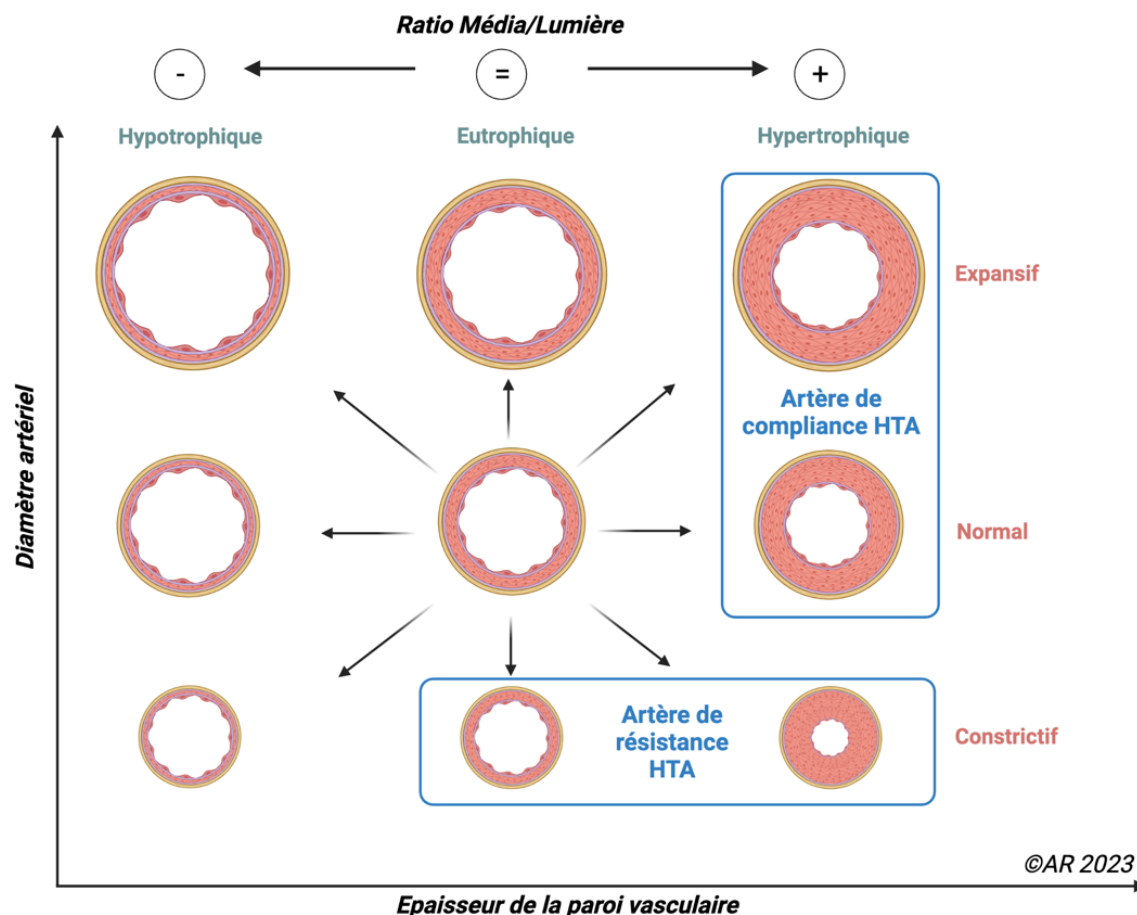 Ratio Média/Lumière
- = +
Hypotrophique Eutrophique Hypertrophique
Expansif
Artère de
compliance HTA
Diamètre artériel
Normal
Artère de
résistance
HTA
Constrictif
©AR 2023
Epaisseur de la paroi vasculaire